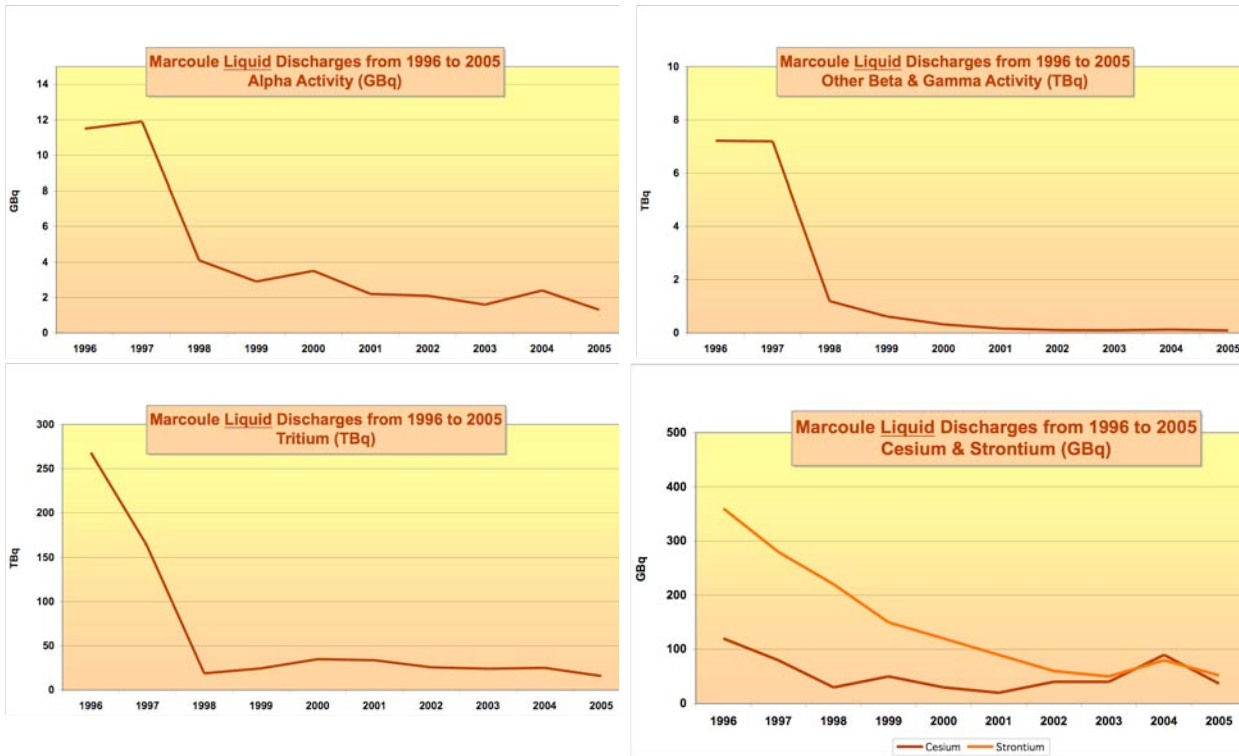 Marcoule Liquid Discharges from 1996 to 2005
Alpha Activity (GBq)
GBq
14
12
10
8
6
4
2
0
1996 1997 1998 1999 2000 2001 2002 2003 2004 2005
Marcoule Liquid Discharges from 1996 to 2005
Other Beta & Gamma Activity (TBq)
TBq
10
8
6
4
2
0
1996 1997 1998 1999 2000 2001 2002 2003 2004 2005
Marcoule Liquid Discharges from 1996 to 2005
Tritium (TBq)
TBq
300
250
200
150
100
50
0
1996 1997 1998 1999 2000 2001 2002 2003 2004 2005
Marcoule Liquid Discharges from 1996 to 2005
Cesium & Strontium (GBq)
GBq
500
400
300
200
100
0
1996 1997 1998 1999 2000 2001 2002 2003 2004 2005
Cesium Strontium